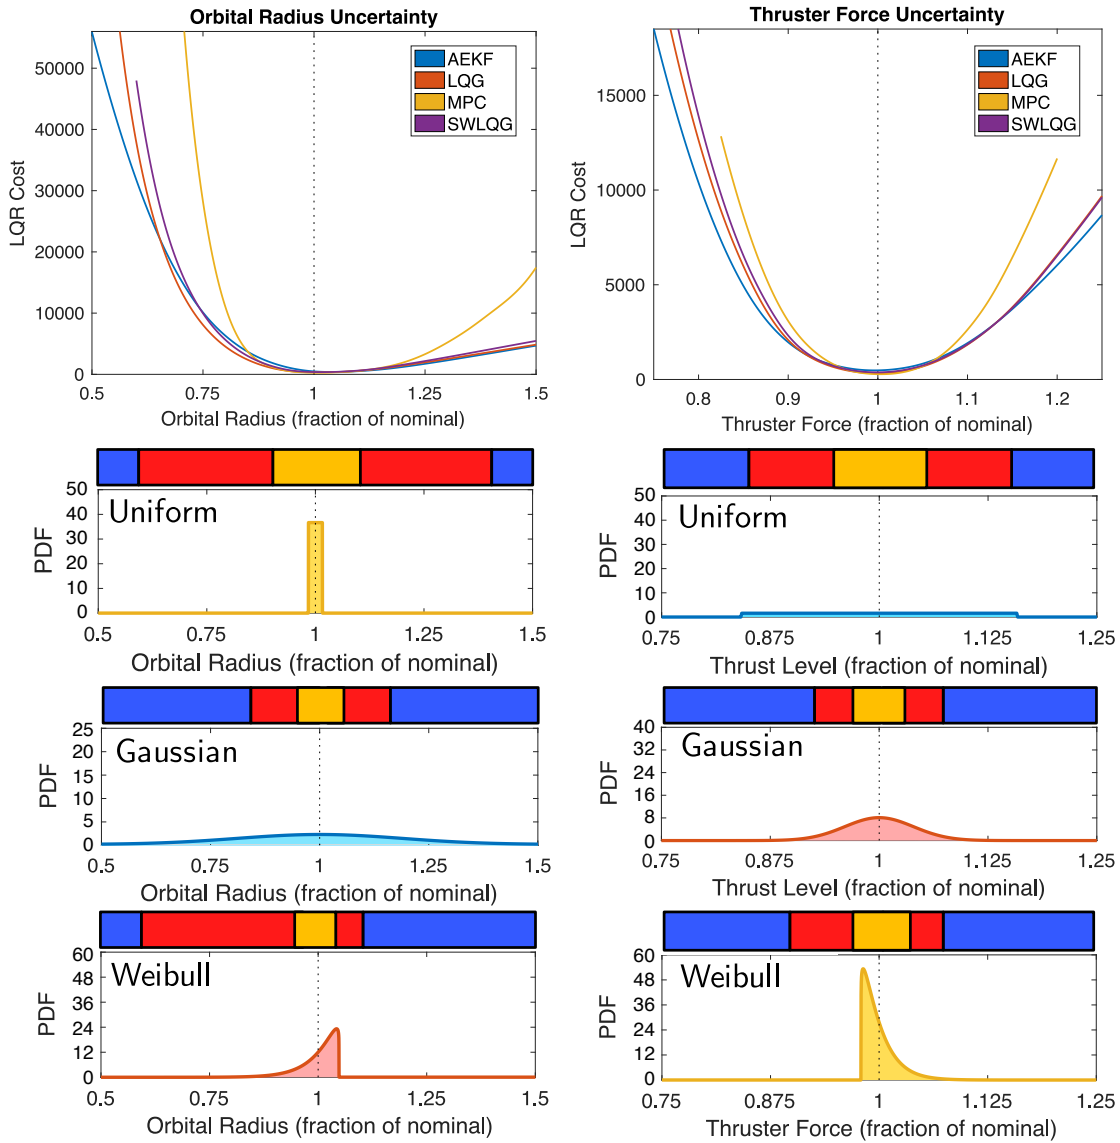 Orbital Radius Uncertainty
50000
40000
30000
20000
10000
0
LQR Cost
AEKF
LQG
MPC
SWLQG
0.5 0.75 1 1.25 1.5
Orbital Radius (fraction of nominal)
Thruster Force Uncertainty
15000
10000
5000
0
LQR Cost
AEKF
LQG
MPC
SWLQG
0.8 0.9 1 1.1 1.2
Thruster Force (fraction of nominal)
50
40
30
20
10
0
PDF
Uniform
0.5 0.75 1 1.25 1.5
Orbital Radius (fraction of nominal)
50
40
30
20
10
0
PDF
Uniform
0.75 0.875 1 1.125 1.25
Thrust Level (fraction of nominal)
25
20
15
10
5
0
PDF
Gaussian
0.5 0.75 1 1.25 1.5
Orbital Radius (fraction of nominal)
40
32
24
16
8
0
PDF
Gaussian
0.75 0.875 1 1.125 1.25
Thrust Level (fraction of nominal)
60
48
36
24
12
0
PDF
Weibull
0.5 0.75 1 1.25 1.5
Orbital Radius (fraction of nominal)
60
48
36
24
12
0
PDF
Weibull
0.75 0.875 1 1.125 1.25
Thruster Force (fraction of nominal)